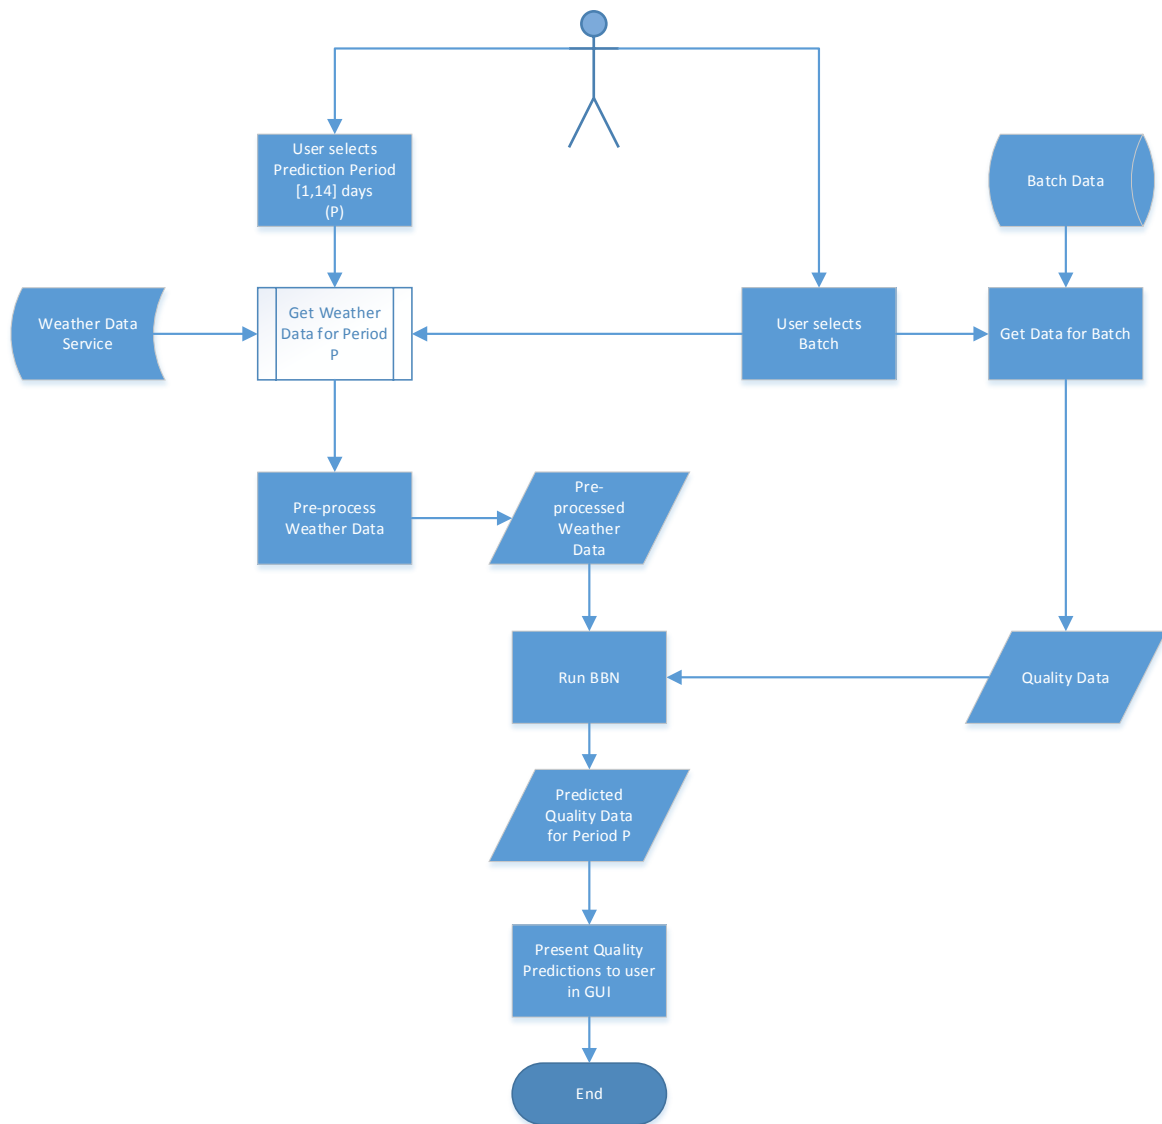 User selects
Prediction Period
[1,14] days
(P)
Batch Data
Weather Data
Service
Get Weather
Data for Period
P
User selects
Batch
Get Data for Batch
Pre-process
Weather Data
Pre-
processed
Weather
Data
Run BBN
Quality Data
Predicted
Quality Data
for Period P
Present Quality
Predictions to user
in GUI
End